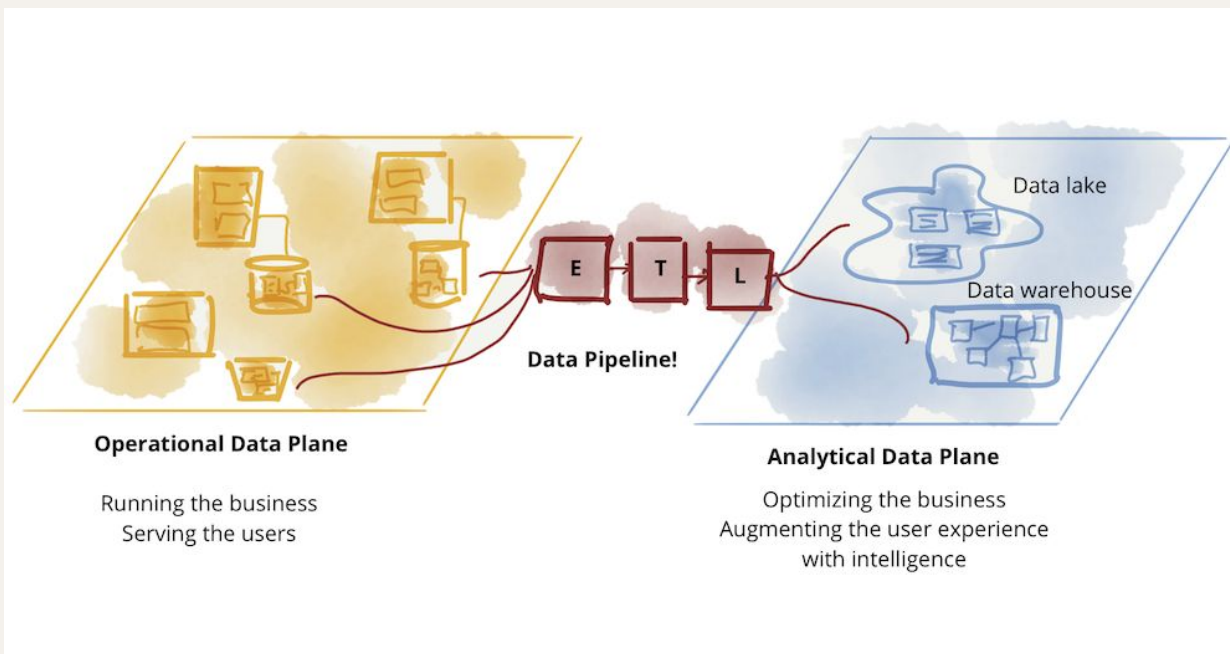 Data lake
Data warehouse
E
T
L
Data Pipeline!
Operational Data Plane
Running the business
Serving the users
Analytical Data Plane
Optimizing the business
Augmenting the user experience
with intelligence